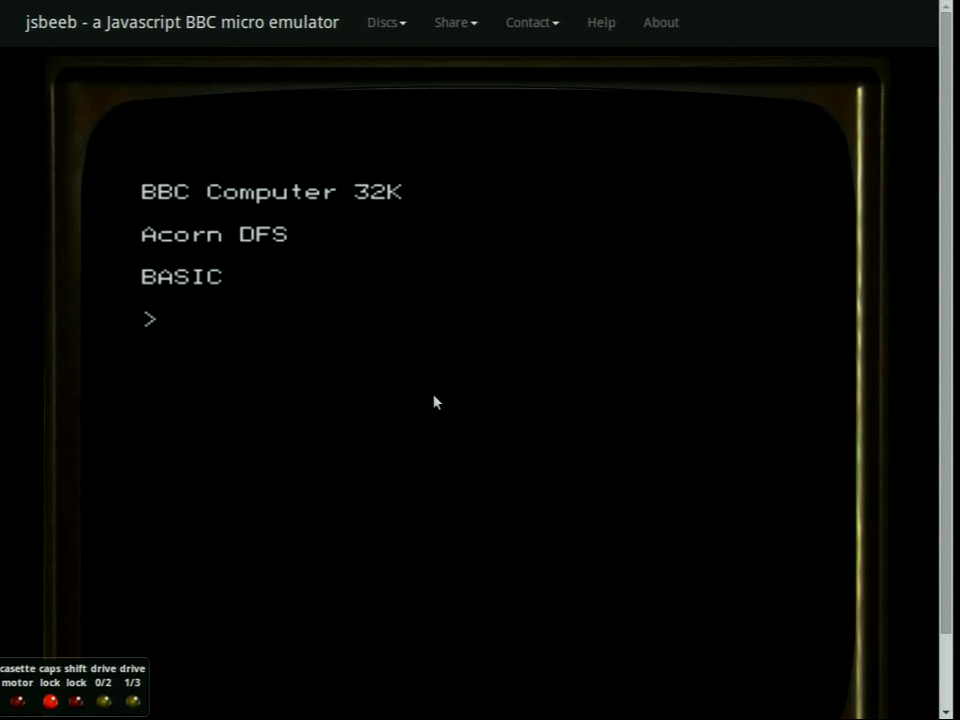 jsbeeb - a Javascript BBC micro emulator Discs Share Contact Help About
BBC Computer 32K
Acorn DFS
BASIC
>
casette caps shift drive drive
motor lock lock 0/2 1/3